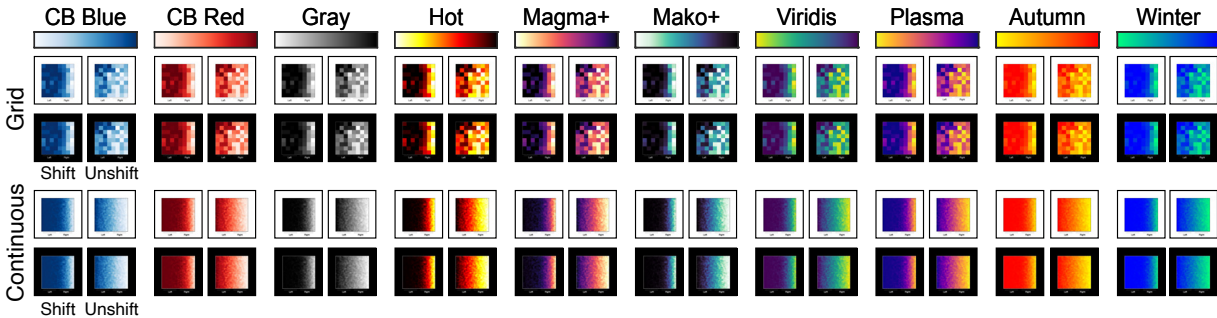 CB Blue CB Red Gray Hot Magma+ Mako+ Viridis Plasma Autumn Winter
Grid
Shift Unshift
Continuous
Shift Unshift